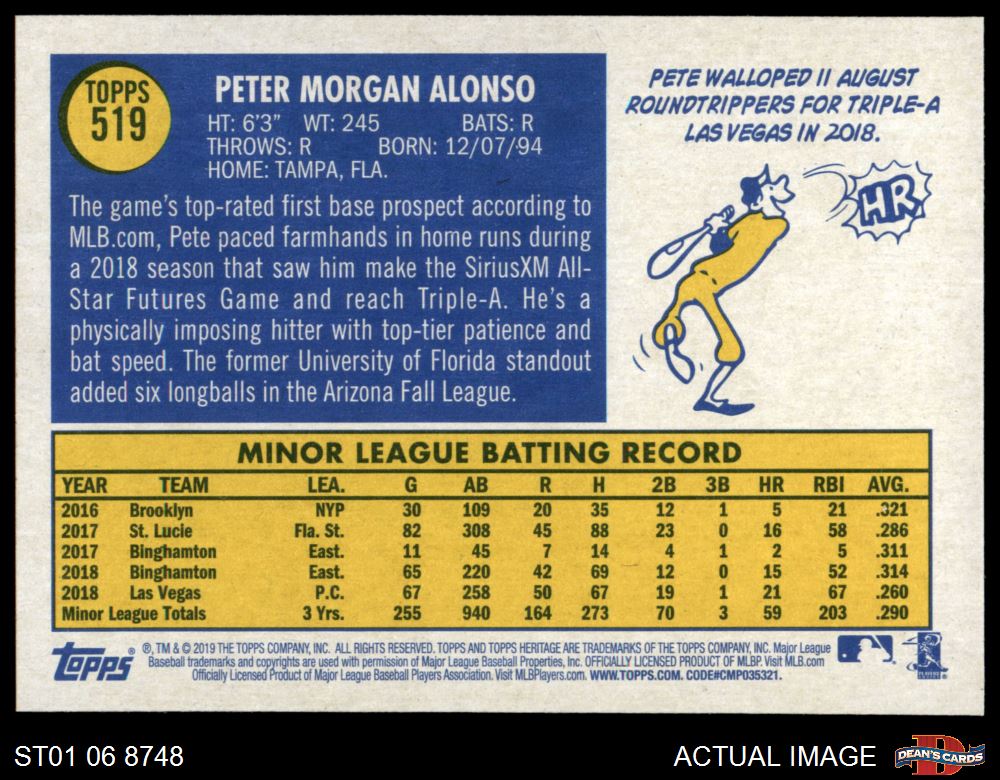 TOPPS
519
PETER MORGAN ALONSO
HT: 6'3" WT: 245 BATS: R
THROWS: R BORN: 12/07/94
HOME: TAMPA, FLA.
The game's top-rated first base prospect according to
MLB.com, Pete paced farmhands in home runs during
a 2018 season that saw him make the SiriusXM All-
Star Futures Game and reach Triple-A. He's a
physically imposing hitter with top-tier patience and
bat speed. The former University of Florida standout
added six longballs in the Arizona Fall League.
PETE WALLOPED 11 AUGUST
ROUNDTRIPPERS FOR TRIPLE-A
LAS VEGAS IN 2018.
HR
MINOR LEAGUE BATTING RECORD
YEAR TEAM LEA. G AB R H 2B 3B HR RBI AVG.
2016 Brooklyn NYP 30 109 20 35 12 1 5 21 .321
2017 St. Lucie Fla. St. 82 308 45 88 23 0 16 58 .286
2017 Binghamton East. 11 45 7 14 4 1 2 5 .311
2018 Binghamton East. 65 220 42 69 12 0 15 52 .314
2018 Las Vegas P.C. 67 258 50 67 19 1 21 67 .260
Minor League Totals 3 Yrs. 255 940 164 273 70 3 59 203 .290
Topps ® ®, TM & © 2019 THE TOPPS COMPANY, INC. ALL RIGHTS RESERVED. TOPPS AND TOPPS HERITAGE ARE TRADEMARKS OF THE TOPPS COMPANY, INC. Major League
Baseball trademarks and copyrights are used with permission of Major League Baseball Properties, Inc. OFFICIALLY LICENSED PRODUCT OF MLBP. Visit MLB.com
Officially Licensed Product of Major League Baseball Players Association. Visit MLBPlayers.com. WWW.TOPPS.COM. CODE#CMP035321.
PLAYERS
ST01 06 8748
ACTUAL IMAGE
DEAN'S CARDS